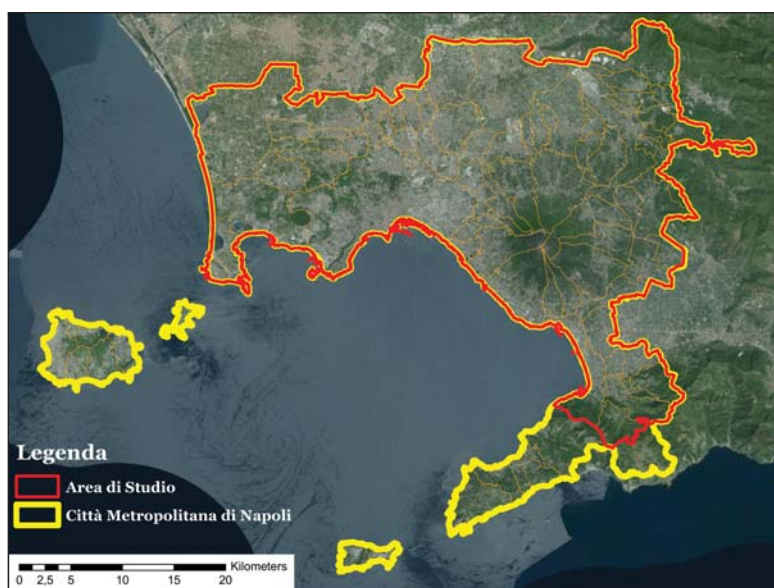 Legenda
Area di Studio
Città Metropolitana di Napoli
Kilometers
0 2,5 5 10 15 20